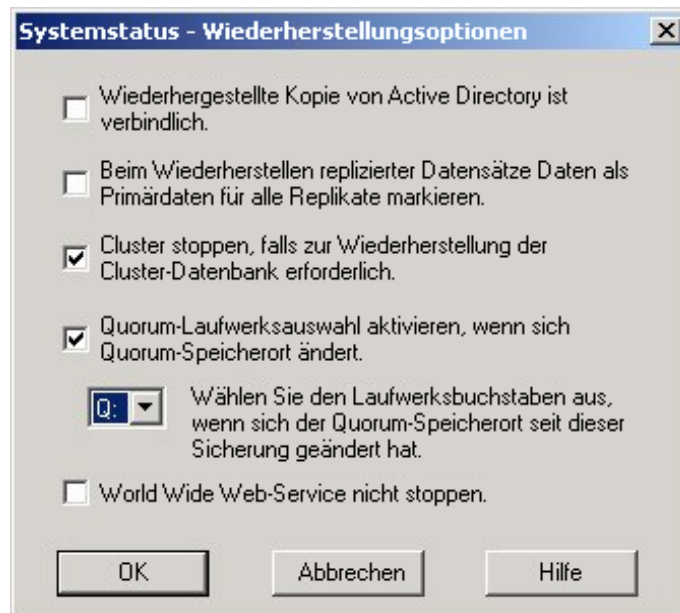 Systemstatus - Wiederherstellungsoptionen
Wiederhergestellte Kopie von Active Directory ist
verbindlich.
Beim Wiederherstellen replizierter Datensätze Daten als
Primärdaten für alle Replikate markieren.
Cluster stoppen, falls zur Wiederherstellung der
Cluster-Datenbank erforderlich.
Quorum-Laufwerksauswahl aktivieren, wenn sich
Quorum-Speicherort ändert.
Q:
Wählen Sie den Laufwerksbuchstaben aus,
wenn sich der Quorum-Speicherort seit dieser
Sicherung geändert hat.
World Wide Web-Service nicht stoppen.
OK Abbrechen Hilfe